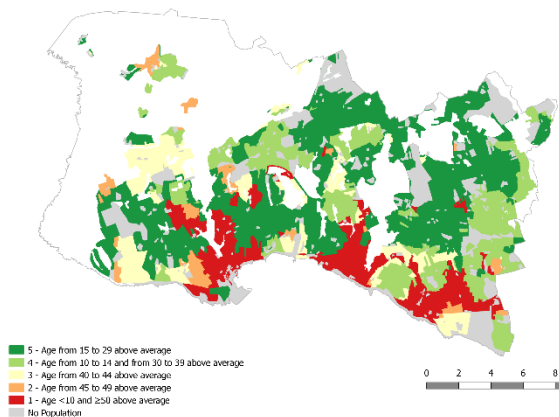 5 - Age from 15 to 29 above average
4 - Age from 10 to 14 and from 30 to 39 above average
3 - Age from 40 to 44 above average
2 - Age from 45 to 49 above average
1 - Age <10 and ≥50 above average
No Population
0 2 4 6 8